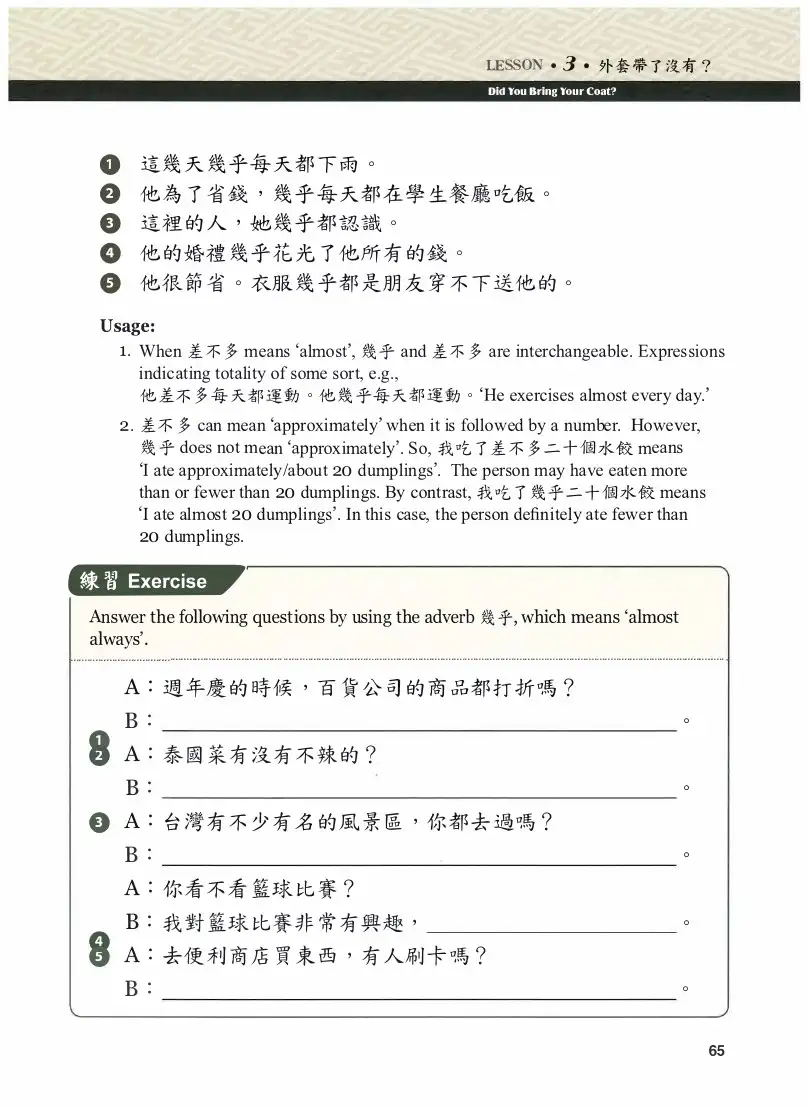 LESSON • 3 • 外套帶了沒有？
Did You Bring Your Coat?
1 這幾天幾乎每天都下雨。
2 他為了省錢，幾乎每天都在學生餐廳吃飯。
3 這裡的人，她幾乎都認識。
4 他的婚禮幾乎花光了他所有的錢。
5 他很節省。衣服幾乎都是朋友穿不下送他的。
Usage:
1. When 差不多 means ‘almost’, 幾乎 and 差不多 are interchangeable. Expressions
indicating totality of some sort, e.g.,
他差不多每天都運動。他幾乎每天都運動。‘He exercises almost every day.’
2. 差不多 can mean ‘approximately’ when it is followed by a number. However,
幾乎 does not mean ‘approximately’. So, 我吃了差不多二十個水餃 means
‘I ate approximately/about 20 dumplings’. The person may have eaten more
than or fewer than 20 dumplings. By contrast, 我吃了幾乎二十個水餃 means
‘I ate almost 20 dumplings’. In this case, the person definitely ate fewer than
20 dumplings.
練習 Exercise
Answer the following questions by using the adverb 幾乎, which means ‘almost
always’.
A：週年慶的時候，百貨公司的商品都打折嗎？
1 B：。
2 A：泰國菜有沒有不辣的？
B：。
3 A：台灣有不少有名的風景區，你都去過嗎？
B：。
A：你看不看籃球比賽？
4 B：我對籃球比賽非常有興趣，。
5 A：去便利商店買東西，有人刷卡嗎？
B：。
65